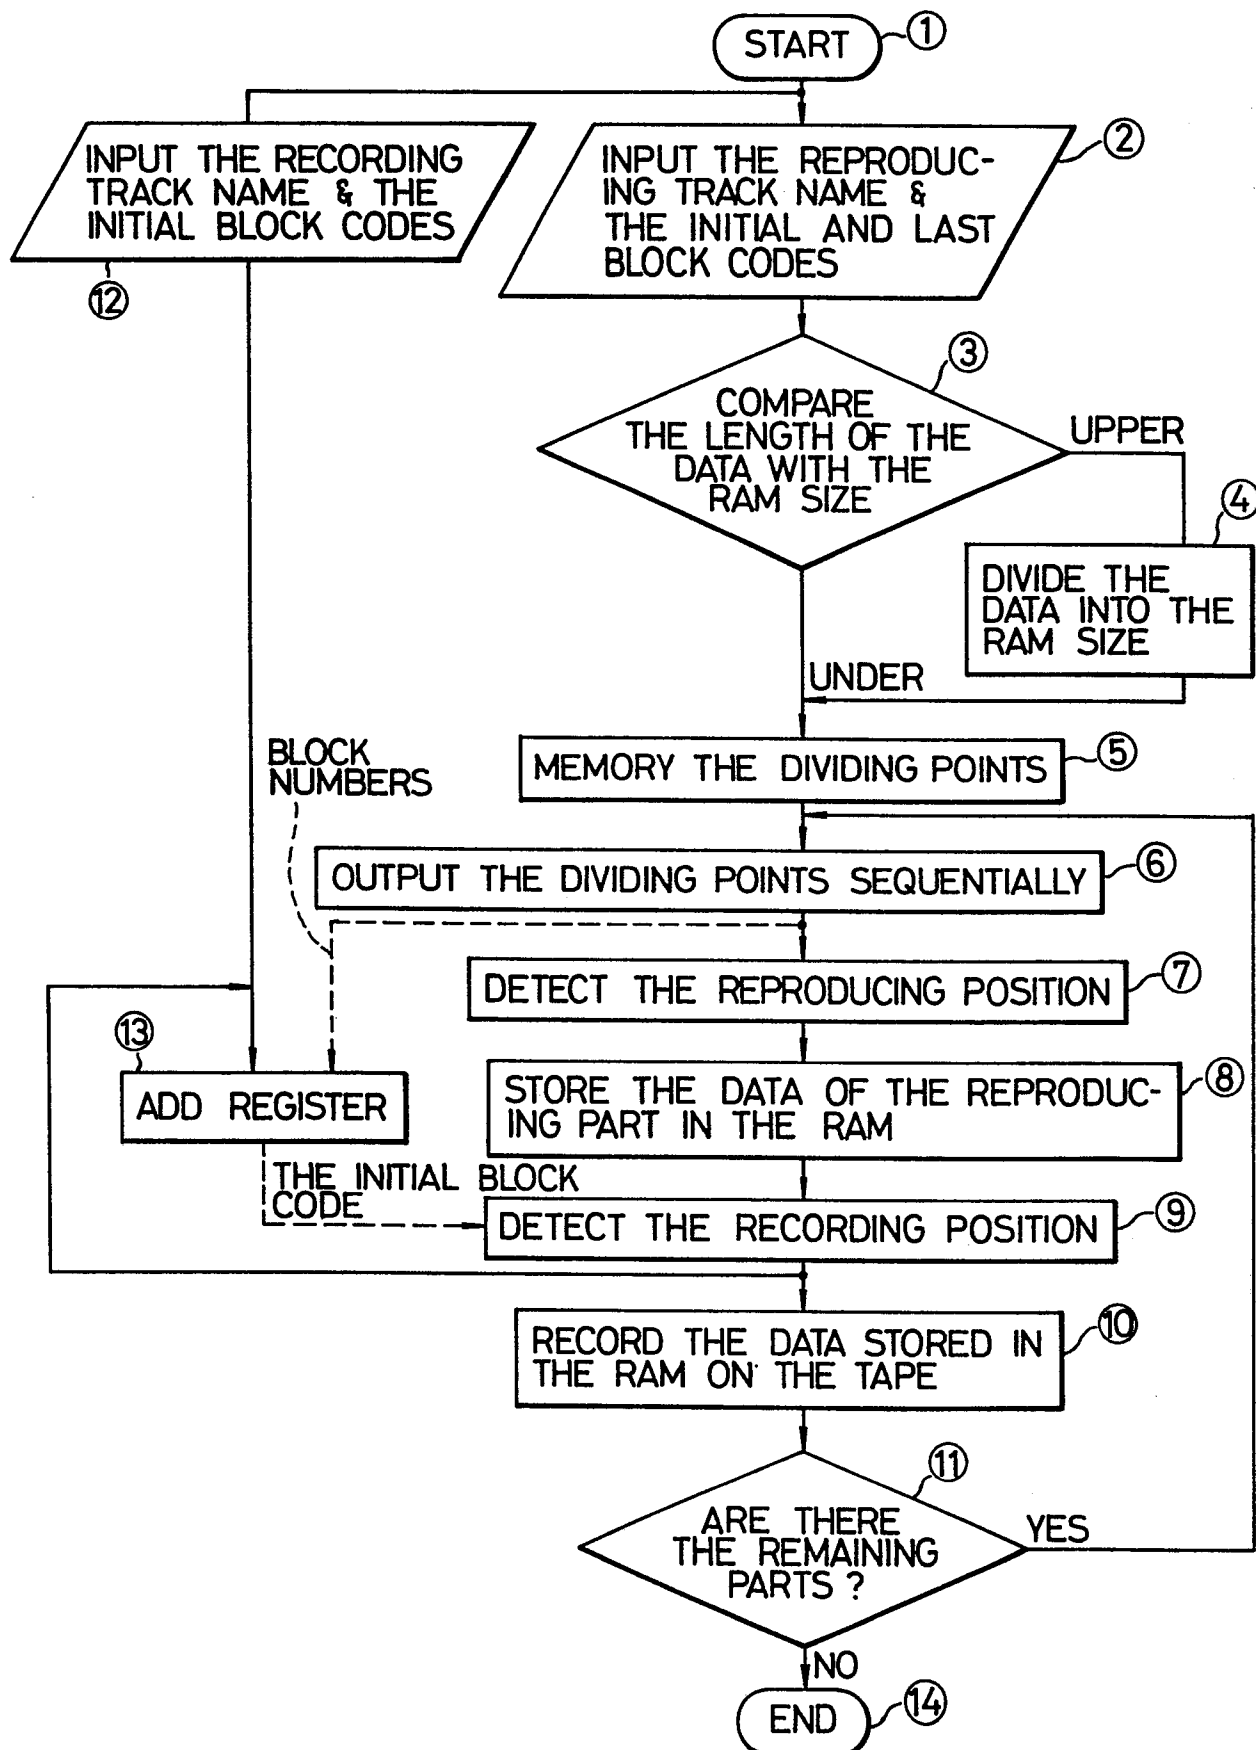 START
①
INPUT THE RECORDING
TRACK NAME & THE
INITIAL BLOCK CODES
⑫
INPUT THE REPRODUC-
ING TRACK NAME &
THE INITIAL AND LAST
BLOCK CODES
②
COMPARE
THE LENGTH OF THE
DATA WITH THE
RAM SIZE
③
UPPER
④
DIVIDE THE
DATA INTO THE
RAM SIZE
UNDER
MEMORY THE DIVIDING POINTS
⑤
BLOCK
NUMBERS
OUTPUT THE DIVIDING POINTS SEQUENTIALLY
⑥
DETECT THE REPRODUCING POSITION
⑦
⑬
ADD REGISTER
STORE THE DATA OF THE REPRODUC-
ING PART IN THE RAM
⑧
THE INITIAL BLOCK
CODE
DETECT THE RECORDING POSITION
⑨
RECORD THE DATA STORED IN
THE RAM ON THE TAPE
⑩
ARE THERE
THE REMAINING
PARTS ?
⑪
YES
NO
END
⑭